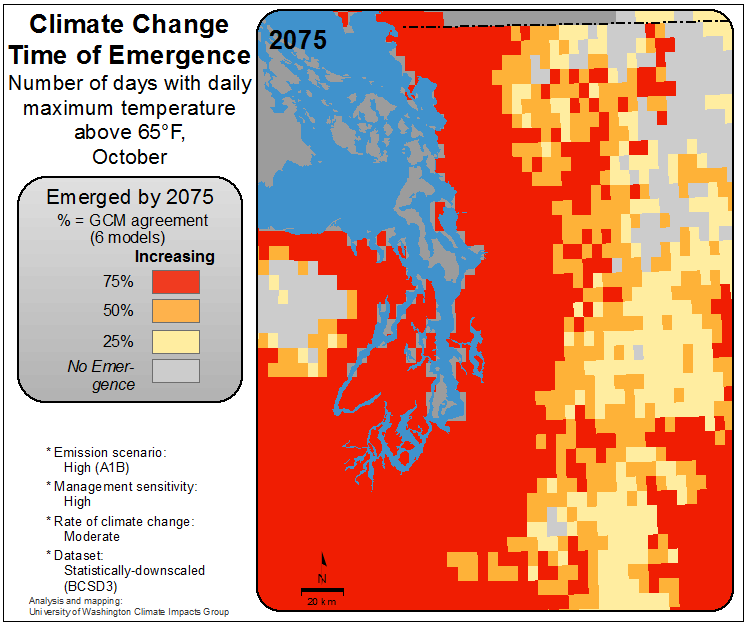 Climate Change
Time of Emergence
Number of days with daily
maximum temperature
above 65°F,
October
Emerged by 2075
% = GCM agreement
(6 models)
Increasing
75%
50%
25%
No Emer-
gence
* Emission scenario:
High (A1B)
* Management sensitivity:
High
* Rate of climate change:
Moderate
* Dataset:
Statistically-downscaled
(BCSD3)
Analysis and mapping:
University of Washington Climate Impacts Group
2075
N
20 km